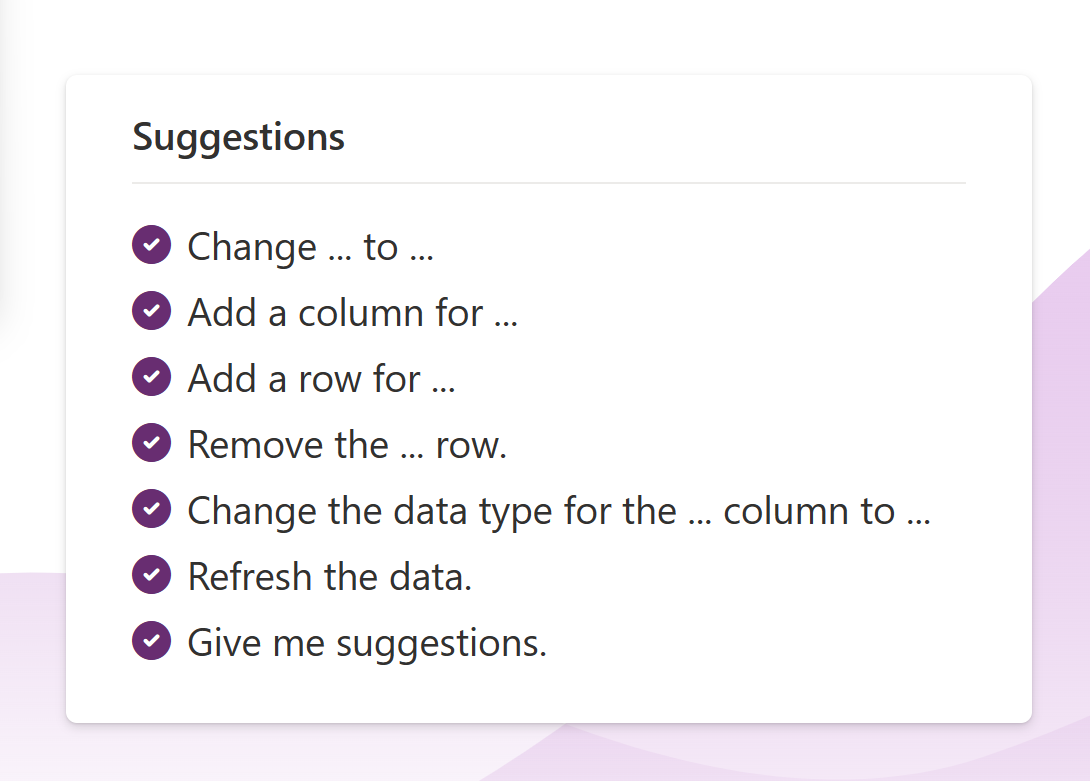 Suggestions
Change ... to ...
Add a column for ...
Add a row for ...
Remove the ... row.
Change the data type for the ... column to ...
Refresh the data.
Give me suggestions.